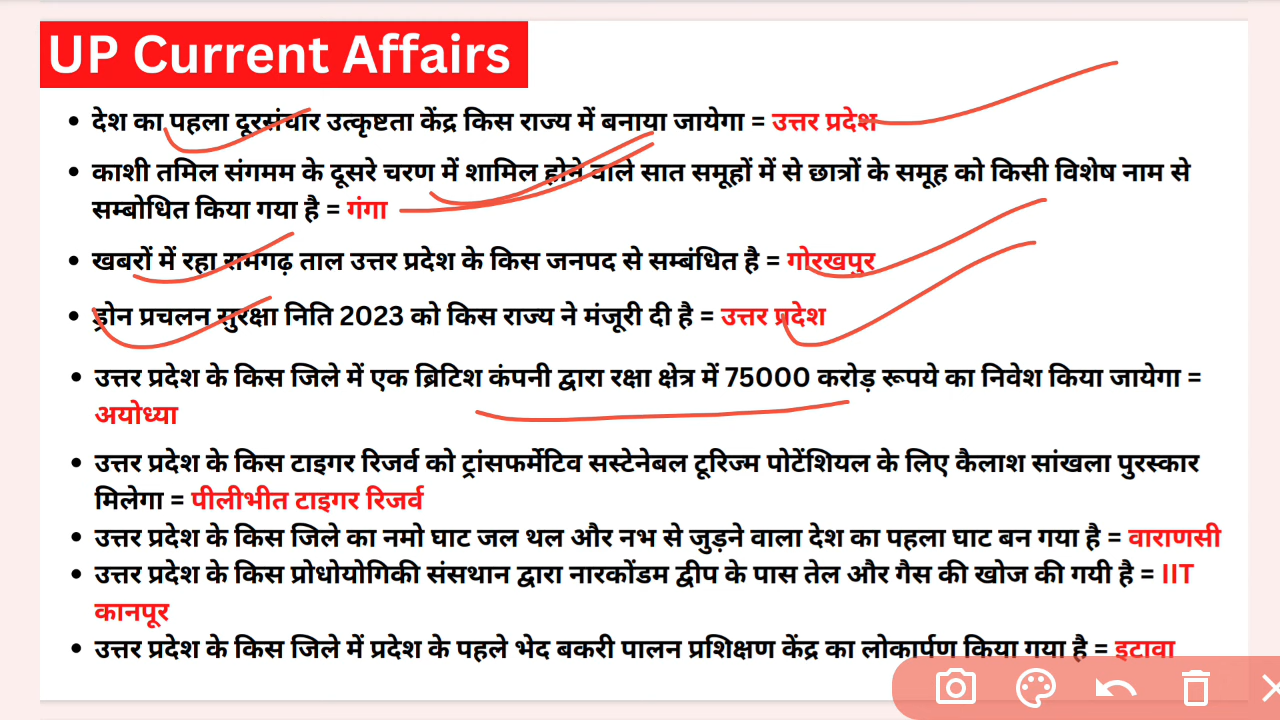 UP Current Affairs
• देश का पहला दूरसंचार उत्कृष्टता केंद्र किस राज्य में बनाया जायेगा = उत्तर प्रदेश
• काशी तमिल संगमम के दूसरे चरण में शामिल होने वाले सात समूहों में से छात्रों के समूह को किसी विशेष नाम से
सम्बोधित किया गया है = गंगा
• खबरों में रहा रामगढ़ ताल उत्तर प्रदेश के किस जनपद से सम्बंधित है = गोरखपुर
• ड्रोन प्रचलन सुरक्षा निति 2023 को किस राज्य ने मंजूरी दी है = उत्तर प्रदेश
• उत्तर प्रदेश के किस जिले में एक ब्रिटिश कंपनी द्वारा रक्षा क्षेत्र में 75000 करोड़ रूपये का निवेश किया जायेगा =
अयोध्या
• उत्तर प्रदेश के किस टाइगर रिजर्व को ट्रांसफर्मेटिव सस्टेनेबल टूरिज्म पोटेंशियल के लिए कैलाश सांखला पुरस्कार
मिलेगा = पीलीभीत टाइगर रिजर्व
• उत्तर प्रदेश के किस जिले का नमो घाट जल थल और नभ से जुड़ने वाला देश का पहला घाट बन गया है = वाराणसी
• उत्तर प्रदेश के किस प्रोधोयोगिकी संसथान द्वारा नारकोंडम द्वीप के पास तेल और गैस की खोज की गयी है = IIT
कानपूर
• उत्तर प्रदेश के किस जिले में प्रदेश के पहले भेद बकरी पालन प्रशिक्षण केंद्र का लोकार्पण किया गया है = इटावा